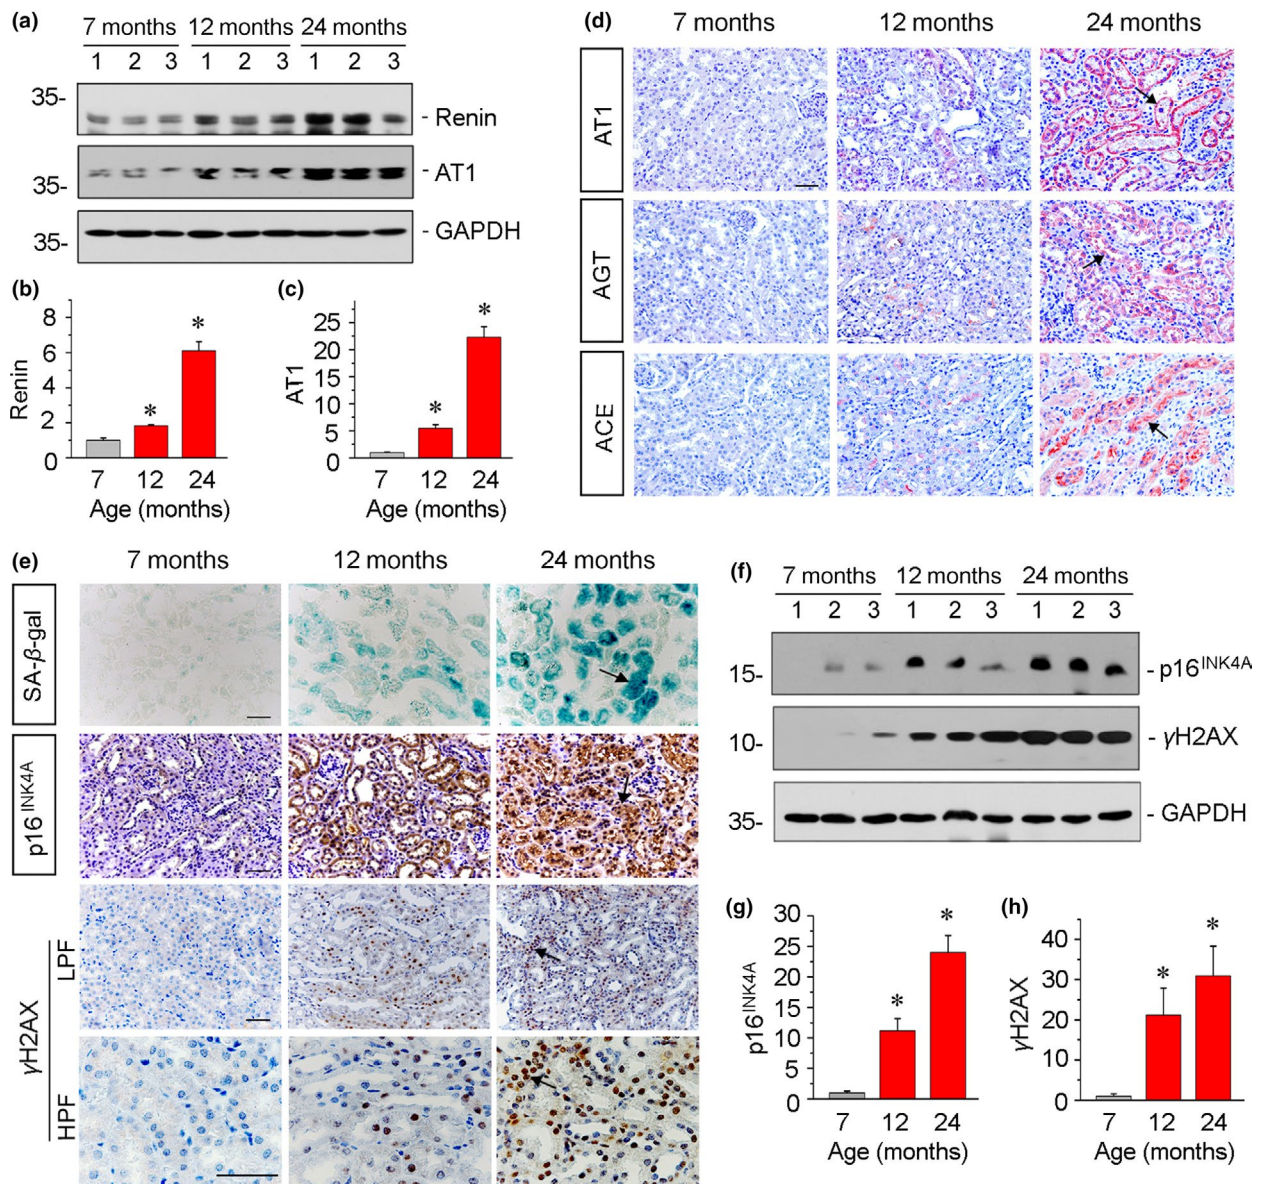 (a)
7 months 12 months 24 months
1 2 3 1 2 3 1 2 3
35- - Renin
35- - AT1
35- - GAPDH
(b)
Renin
8
6
4
2
0
7 12 24
Age (months)
(c)
AT1
25
20
15
10
5
0
7 12 24
Age (months)
(d)
7 months 12 months 24 months
AT1
AGT
ACE
(e)
7 months 12 months 24 months
SA-β-gal
p16INK4A
γH2AX
LPF
HPF
(f)
7 months 12 months 24 months
1 2 3 1 2 3 1 2 3
15- - p16INK4A
10- - γH2AX
35- - GAPDH
(g)
p16INK4A
30
25
20
15
10
5
0
* *
7 12 24
Age (months)
(h)
γH2AX
40
30
20
10
0
* *
7 12 24
Age (months)